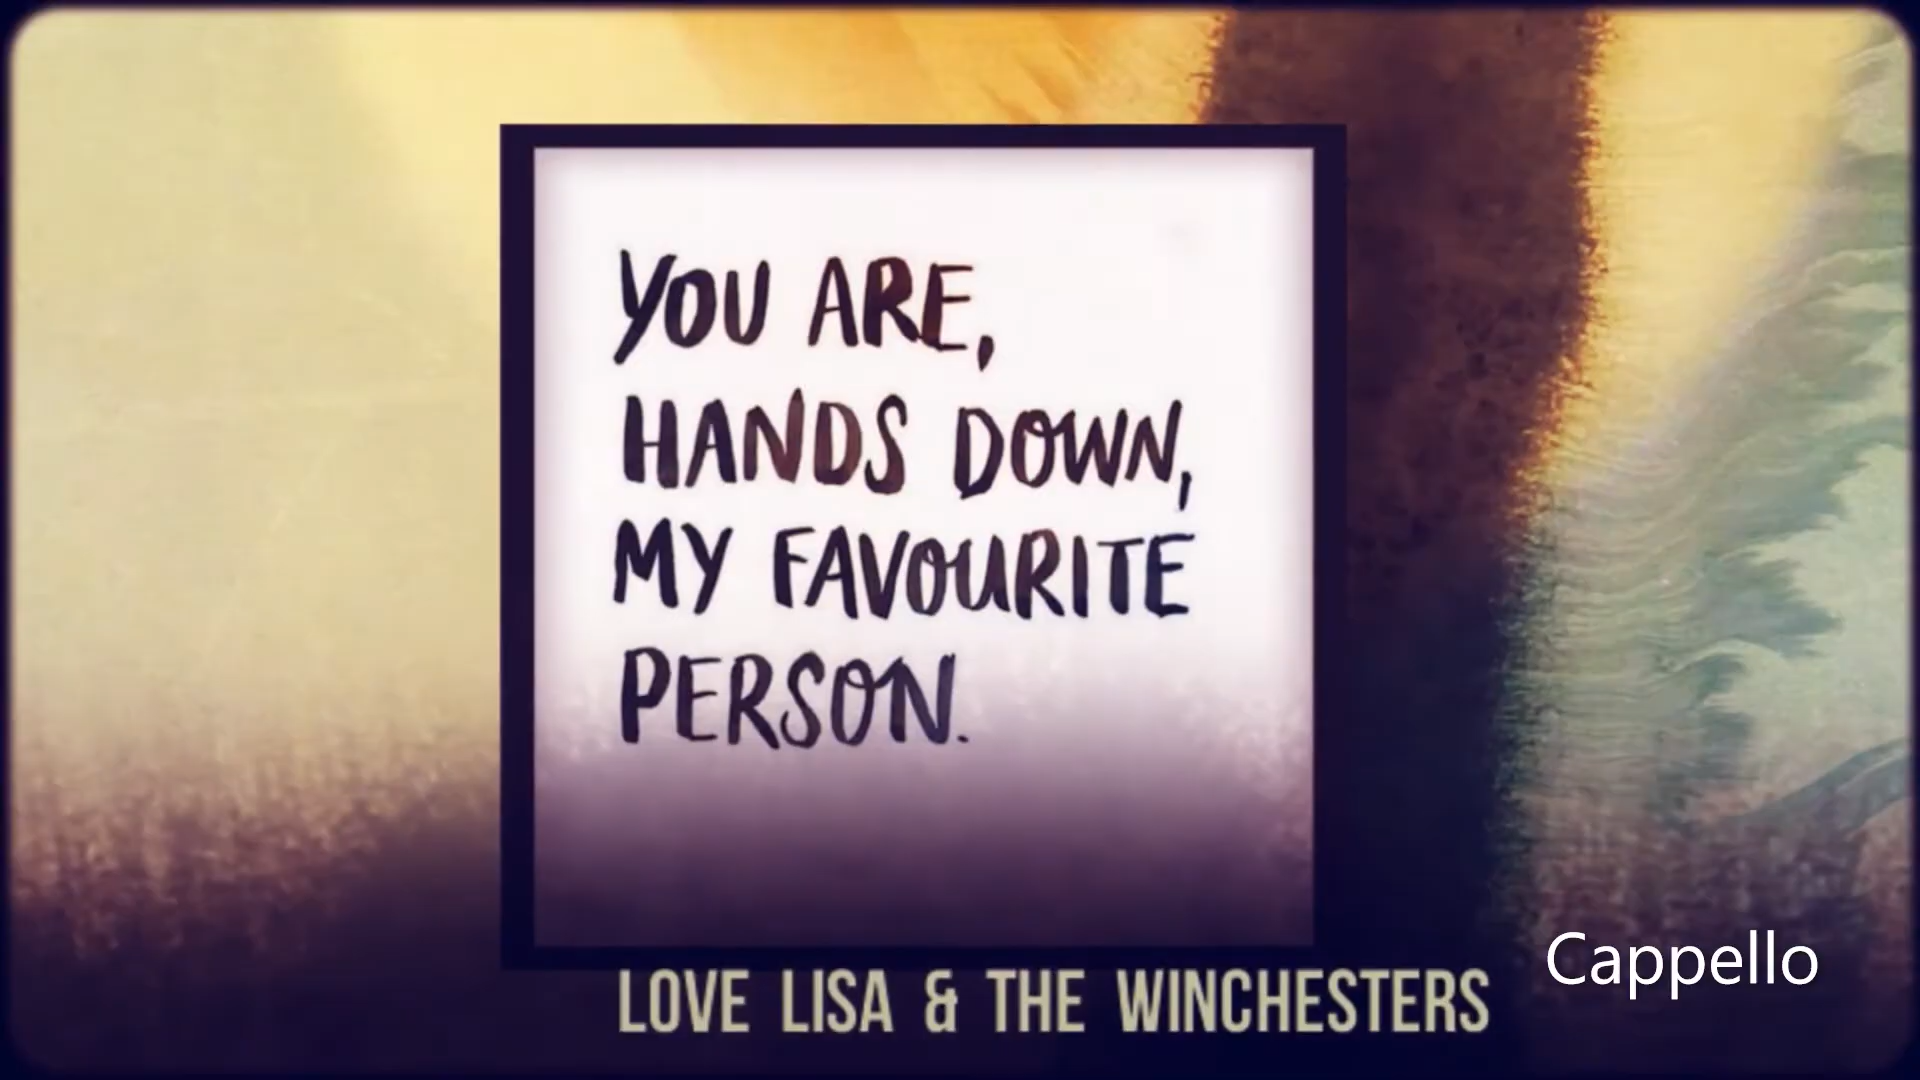 YOU ARE,
HANDS DOWN,
MY FAVOURITE
PERSON.
LOVE LISA & THE WINCHESTERS
Cappello